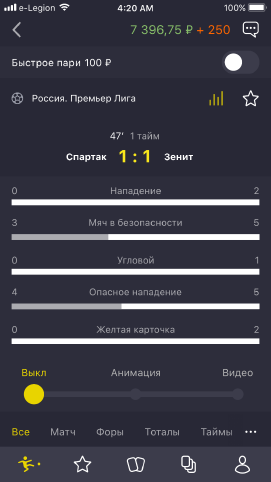 e-Legion 4:20 AM 100%
7 396,75 ₽ + 250
Быстрое пари 100 ₽
Россия. Премьер Лига
47' 1 тайм
Спартак 1 : 1 Зенит
0 Нападение 2
3 Мяч в безопасности 5
0 Угловой 1
4 Опасное нападение 5
0 Желтая карточка 2
Выкл Анимация Видео
Все Матч Форы Тоталы Таймы ...